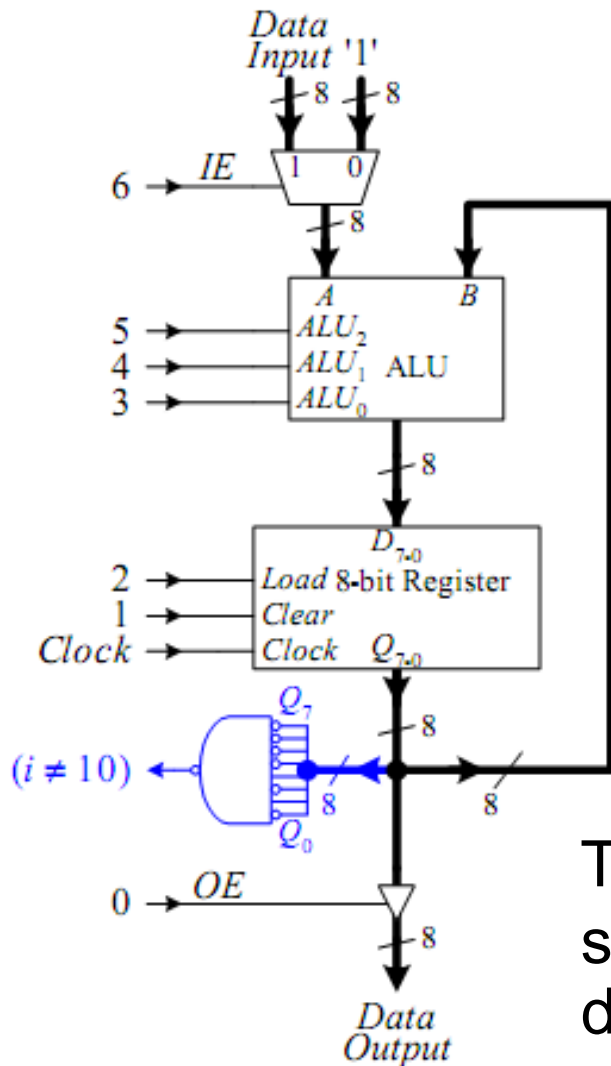 Data
Input '1'
8 8
1 0
6 IE
8
A B
5 ALU2
4 ALU1 ALU
3 ALU0
8
D7-0
2 Load 8-bit Register
1 Clear
Clock Clock Q7-0
Q7
8
(i ≠ 10)
8 8
Q0
0 OE
8
Data
Output
T
s
d